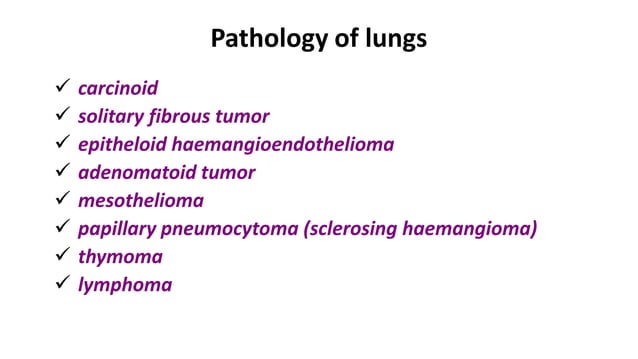 Pathology of lungs
✓ carcinoid
✓ solitary fibrous tumor
✓ epitheloid haemangioendothelioma
✓ adenomatoid tumor
✓ mesothelioma
✓ papillary pneumocytoma (sclerosing haemangioma)
✓ thymoma
✓ lymphoma